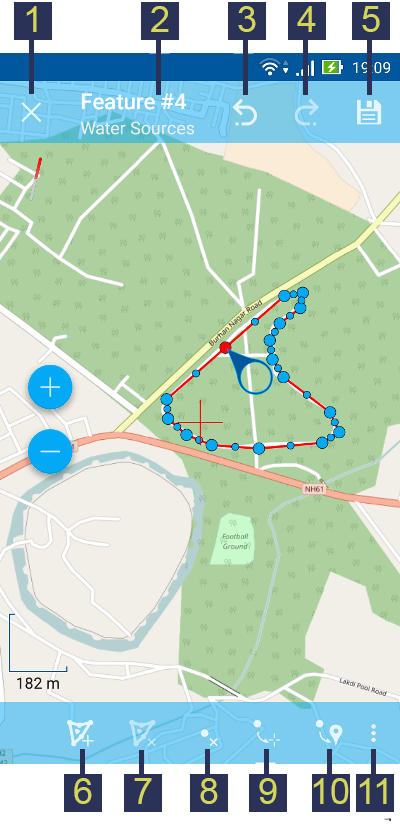 1 2 3 4 5
19:09
Feature #4
Water Sources
Burhan Nagar Road
NH61
Football
Ground
182 m
Lakdi Pool Road
6 7 8 9 10 11